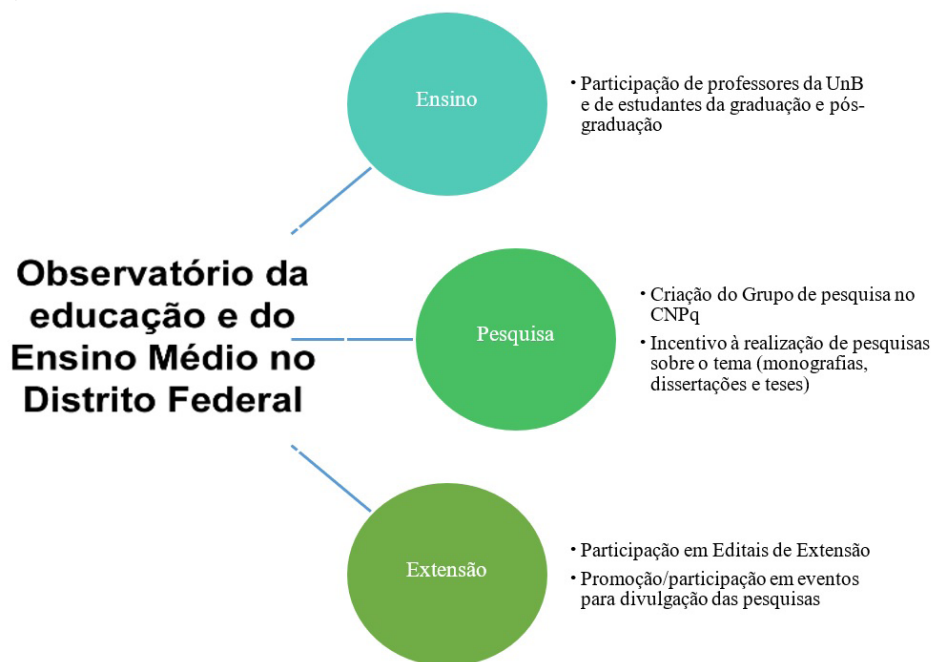 Observatório da
educação e do
Ensino Médio no
Distrito Federal
Ensino
• Participação de professores da UnB
e de estudantes da graduação e pós-
graduação
Pesquisa
• Criação do Grupo de pesquisa no
CNPq
• Incentivo à realização de pesquisas
sobre o tema (monografias,
dissertações e teses)
Extensão
• Participação em Editais de Extensão
• Promoção/participação em eventos
para divulgação das pesquisas